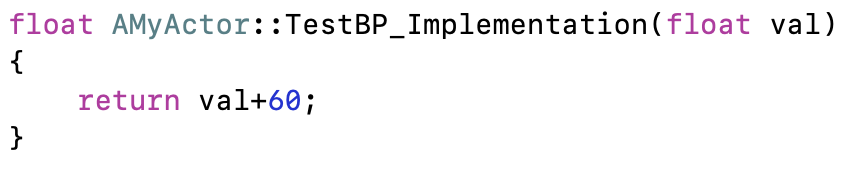 float AMyActor::TestBP_Implementation(float val)
{
    return val+60;
}